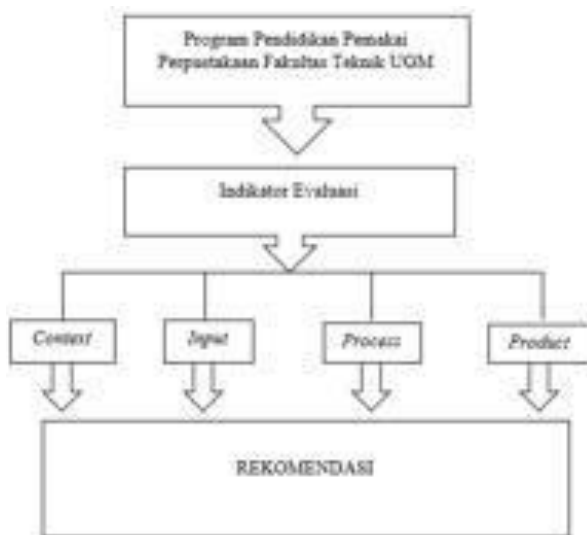 Program Pendidikan Pemakai
Perpustakaan Fakultas Teknik UGM
Indikator Evaluasi
Context
Input
Process
Product
REKOMENDASI